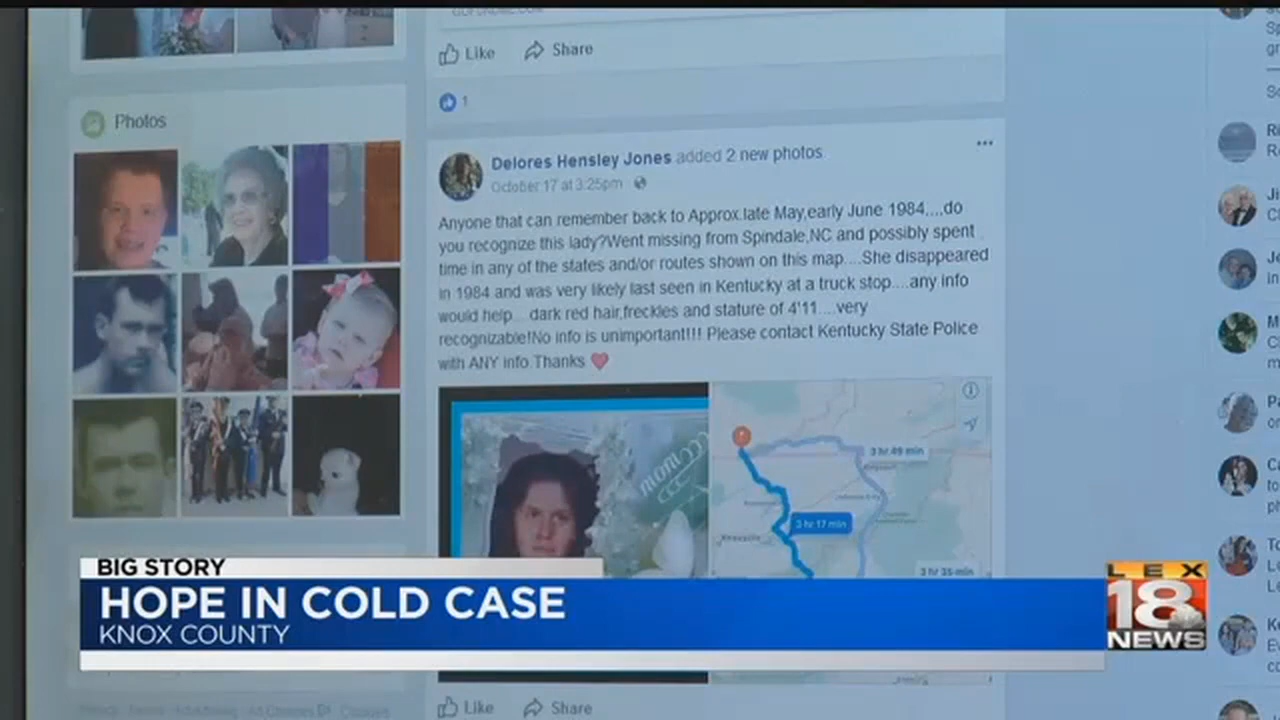 Like Share
1
Photos
Delores Hensley Jones added 2 new photos
October 17 at 3:25pm
Anyone that can remember back to Approx.late May,early June 1984....do
you recognize this lady?Went missing from Spindale,NC and possibly spent
time in any of the states and/or routes shown on this map....She disappeared
in 1984 and was very likely last seen in Kentucky at a truck stop....any info
would help... dark red hair,freckles and stature of 4'11....very
recognizable!No info is unimportant!!! Please contact Kentucky State Police
with ANY info.Thanks
MOM
3 hr 49 min
3 hr 17 min
Knoxville
3 hr 35 min
BIG STORY
HOPE IN COLD CASE
KNOX COUNTY
LEX
18
NEWS
Like Share